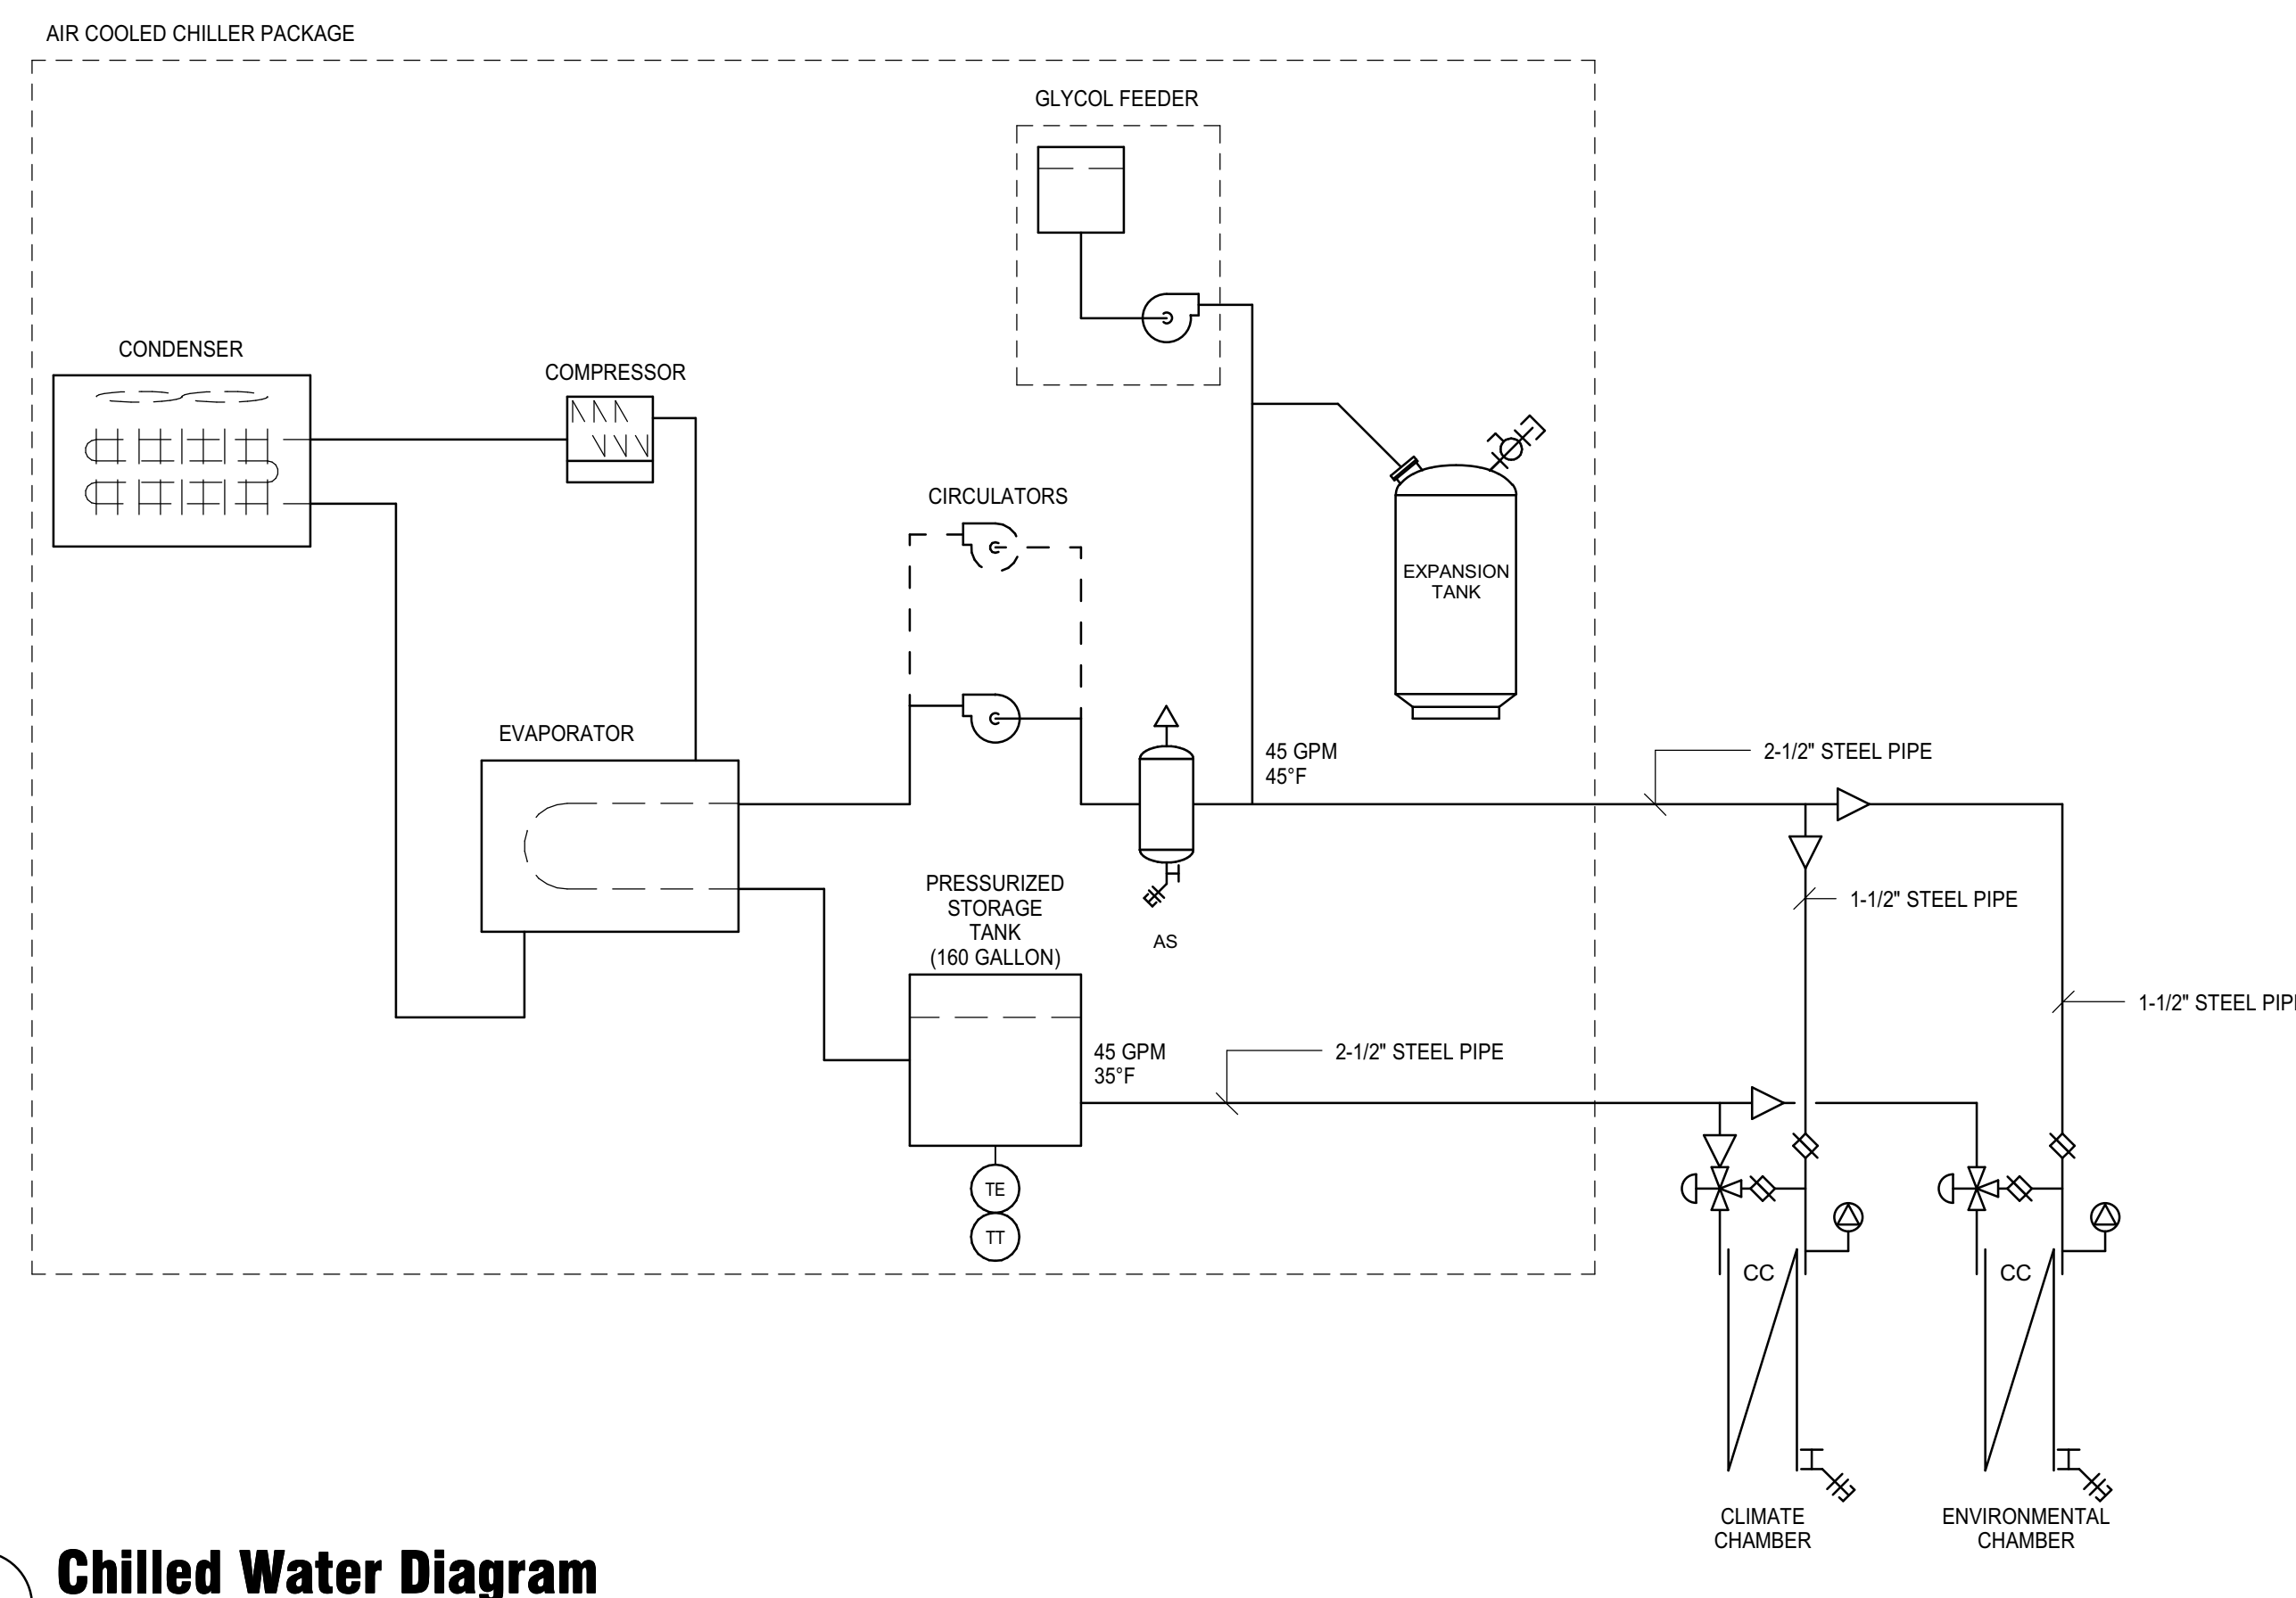 AIR COOLED CHILLER PACKAGE
GLYCOL FEEDER
CONDENSER
COMPRESSOR
CIRCULATORS
EXPANSION
TANK
EVAPORATOR
45 GPM
45°F
2-1/2" STEEL PIPE
PRESSURIZED
STORAGE
TANK
(160 GALLON)
AS
1-1/2" STEEL PIPE
1-1/2" STEEL PIP
45 GPM
35°F
2-1/2" STEEL PIPE
TE
TT
CC
CC
CLIMATE
CHAMBER
ENVIRONMENTAL
CHAMBER
Chilled Water Diagram